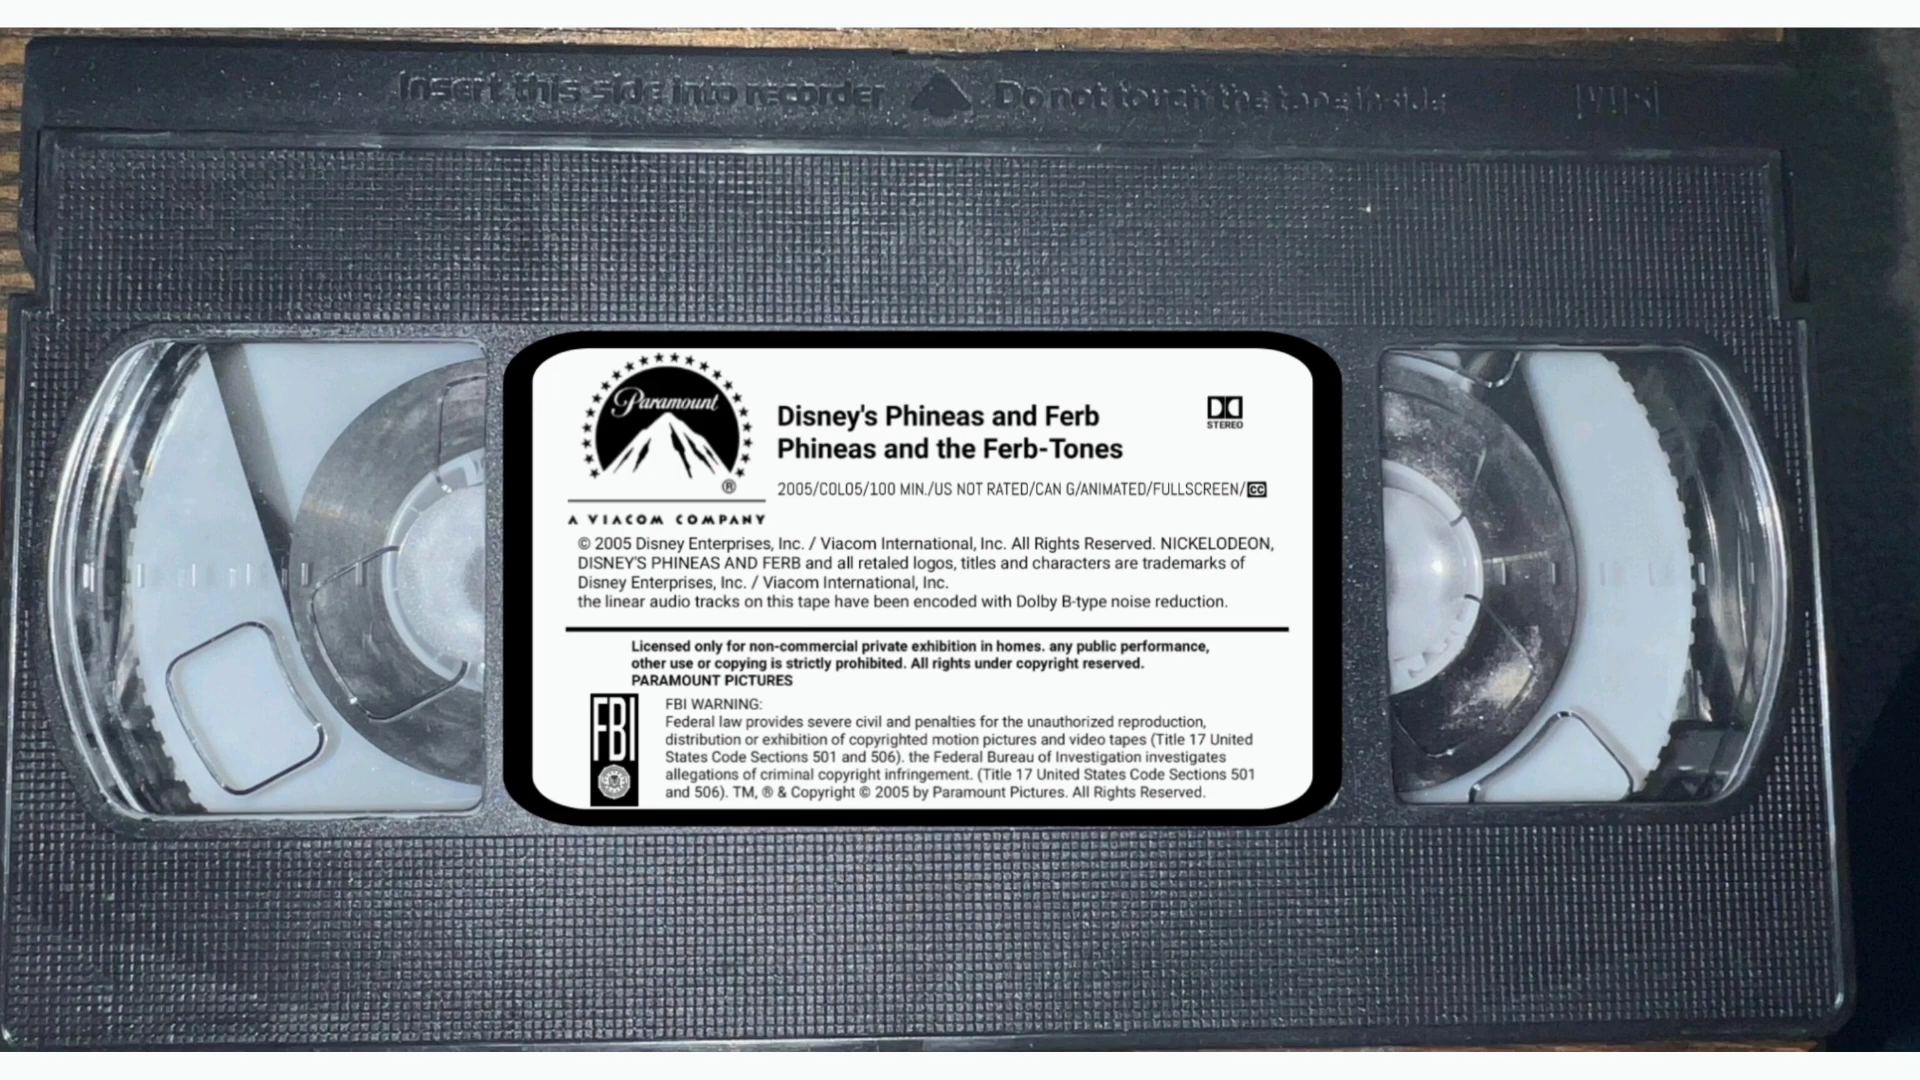 Insert this side into recorder Do not touch the tape inside VHS
Paramount
®
A VIACOM COMPANY
Disney's Phineas and Ferb
Phineas and the Ferb-Tones
STEREO
2005/COL05/100 MIN./US NOT RATED/CAN G/ANIMATED/FULLSCREEN/CC
© 2005 Disney Enterprises, Inc. / Viacom International, Inc. All Rights Reserved. NICKELODEON,
DISNEY'S PHINEAS AND FERB and all retaled logos, titles and characters are trademarks of
Disney Enterprises, Inc. / Viacom International, Inc.
the linear audio tracks on this tape have been encoded with Dolby B-type noise reduction.
Licensed only for non-commercial private exhibition in homes. any public performance,
other use or copying is strictly prohibited. All rights under copyright reserved.
PARAMOUNT PICTURES
FBI
FBI WARNING:
Federal law provides severe civil and penalties for the unauthorized reproduction,
distribution or exhibition of copyrighted motion pictures and video tapes (Title 17 United
States Code Sections 501 and 506). the Federal Bureau of Investigation investigates
allegations of criminal copyright infringement. (Title 17 United States Code Sections 501
and 506). TM, ® & Copyright © 2005 by Paramount Pictures. All Rights Reserved.